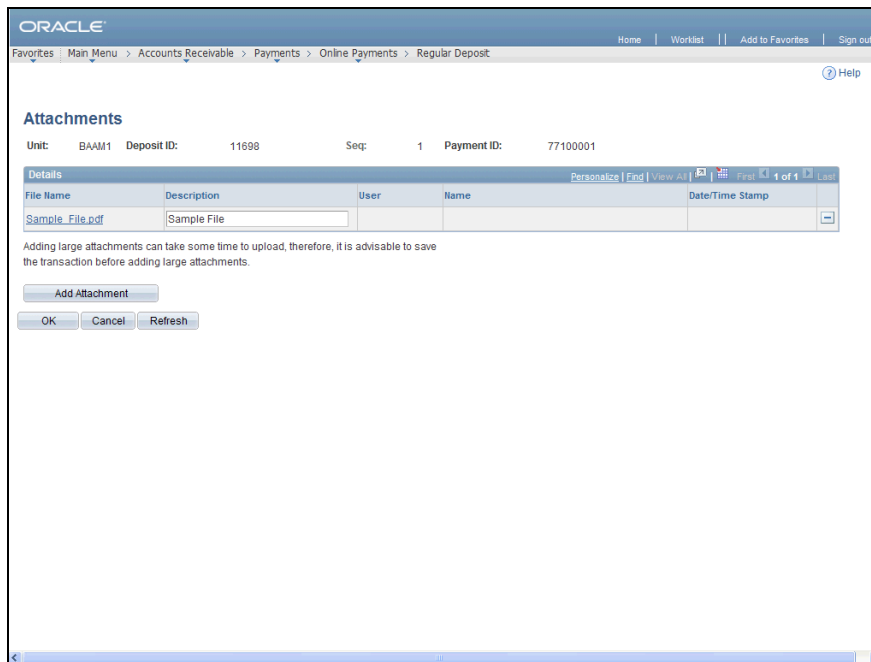 ORACLE
Home | Worklist || Add to Favorites | Sign out
Favorites | Main Menu > Accounts Receivable > Payments > Online Payments > Regular Deposit
? Help
Attachments
Unit: BAAM1 Deposit ID: 11698 Seq: 1 Payment ID: 77100001
Details Personalize | Find | View All | | First 1 of 1 Last
File Name Description User Name Date/Time Stamp
Sample_File.pdf Sample File
Adding large attachments can take some time to upload, therefore, it is advisable to save
the transaction before adding large attachments.
Add Attachment
OK Cancel Refresh